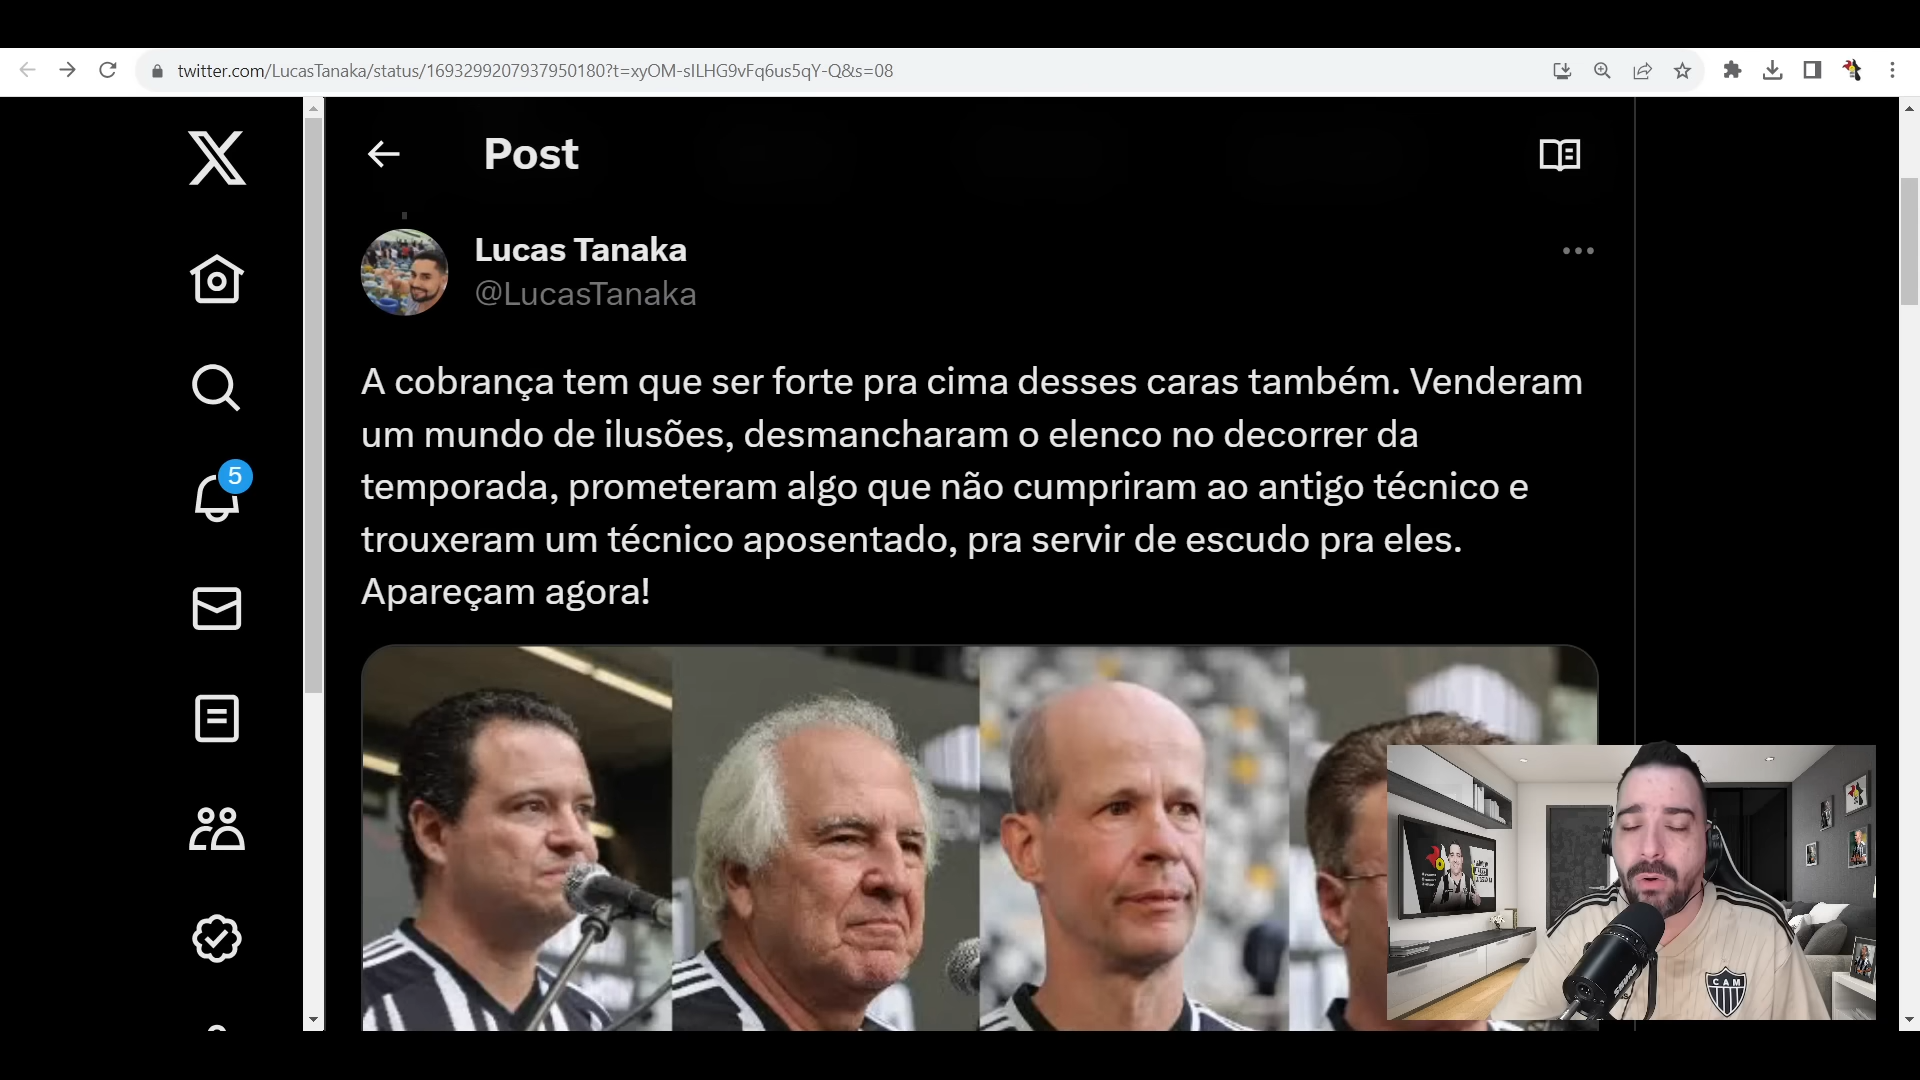 twitter.com/LucasTanaka/status/1693299207937950180?t=xyOM-sILHG9vFq6us5qY-Q&s=08
Post
Lucas Tanaka
@LucasTanaka
5
A cobrança tem que ser forte pra cima desses caras também. Venderam
um mundo de ilusões, desmancharam o elenco no decorrer da
temporada, prometeram algo que não cumpriram ao antigo técnico e
trouxeram um técnico aposentado, pra servir de escudo pra eles.
Apareçam agora!
SHURE
CAM